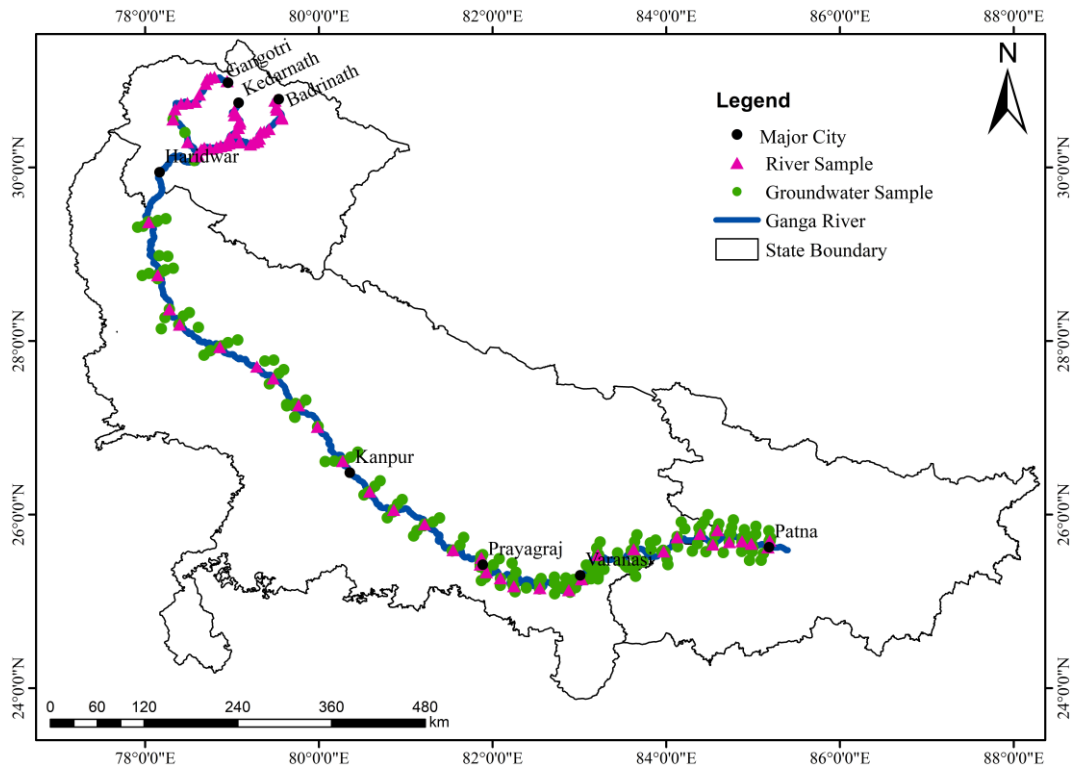 78°0'0"E
80°0'0"E
82°0'0"E
84°0'0"E
86°0'0"E
88°0'0"E
Gangotri
Kedarnath
Badrinath
N
Legend
Major City
River Sample
Groundwater Sample
Ganga River
State Boundary
30°0'0"N
Haridwar
30°0'0"N
28°0'0"N
28°0'0"N
Kanpur
26°0'0"N
Patna
26°0'0"N
Prayagraj
Varanasi
24°0'0"N
24°0'0"N
0 60 120 240 360 480
km
78°0'0"E
80°0'0"E
82°0'0"E
84°0'0"E
86°0'0"E
88°0'0"E